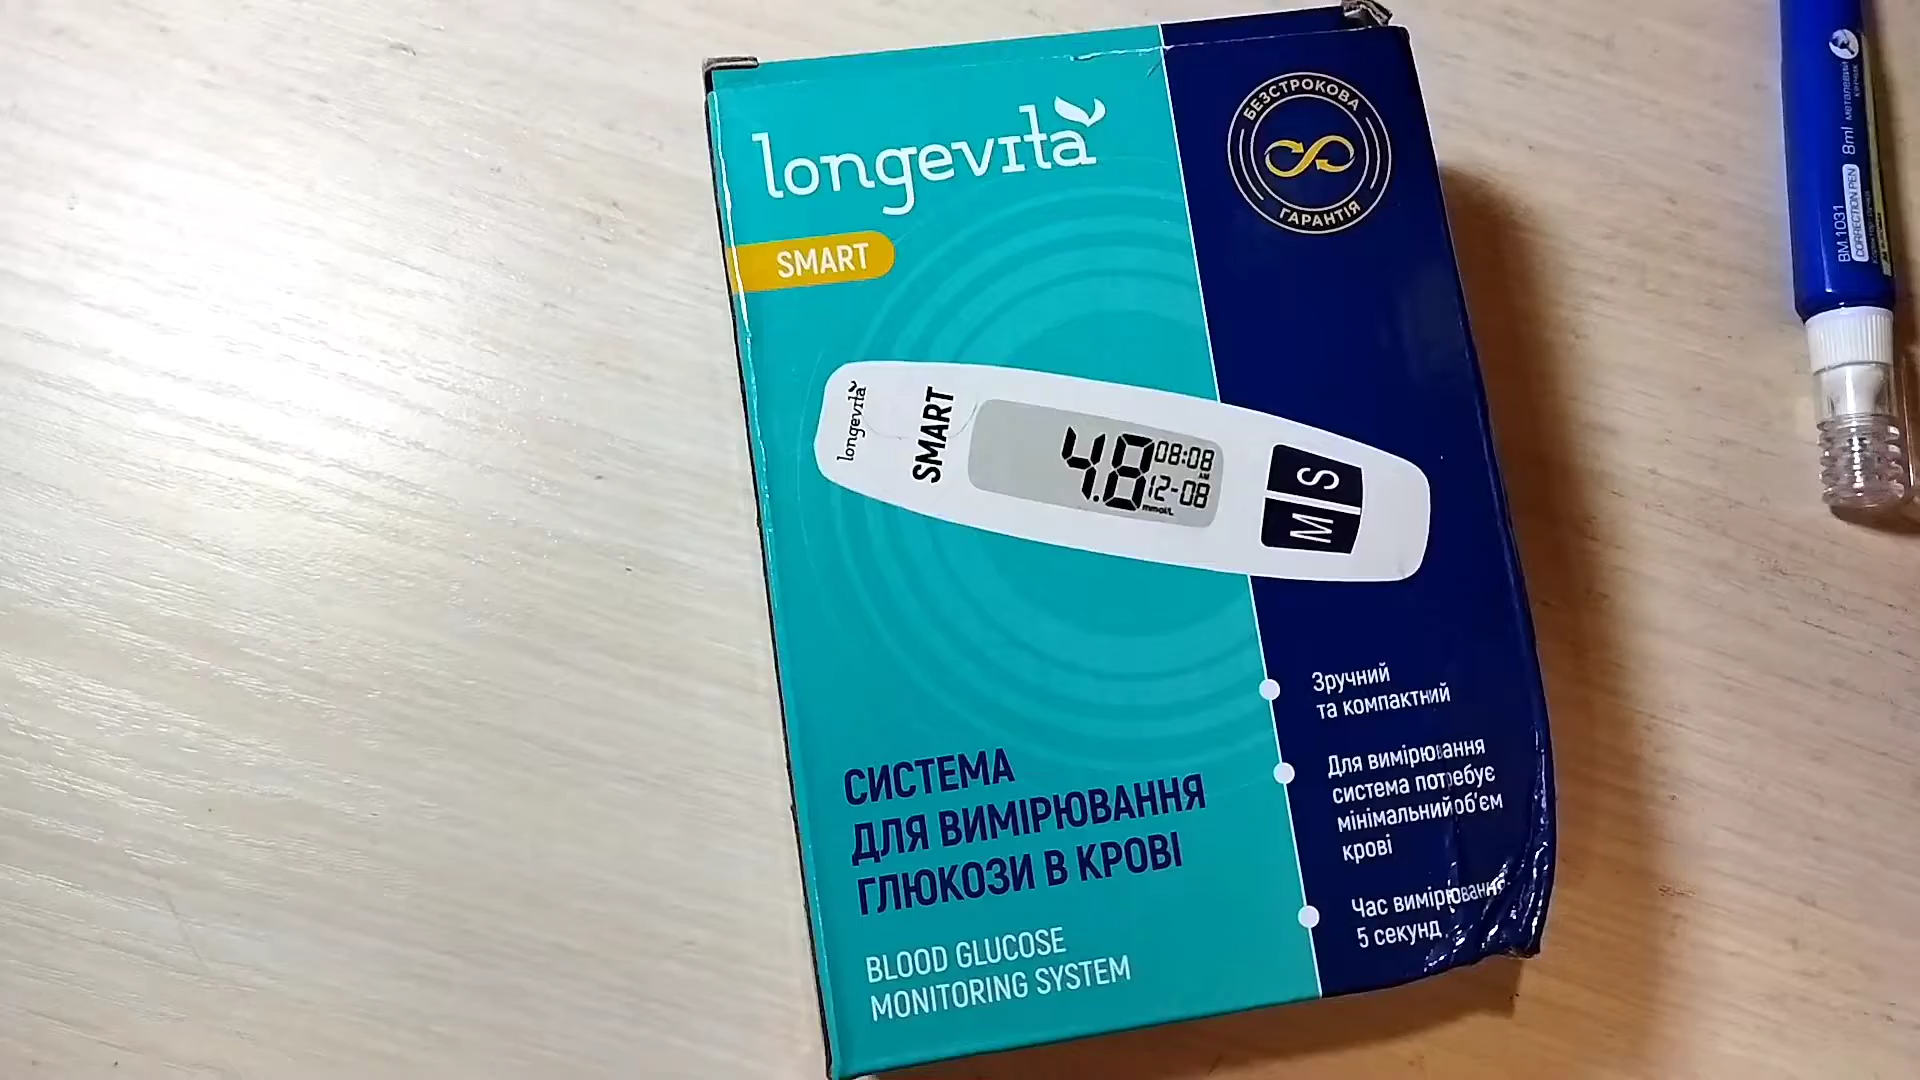 longevita
БЕЗСТРОКОВА
ГАРАНТІЯ
SMART
longevita
SMART
4.8
08:08
12-08
mmol/L
M S
Зручний
та компактний
Для вимірювання
система потребує
мінімальний об'єм
крові
Час вимірювання
5 секунд
СИСТЕМА
ДЛЯ ВИМІРЮВАННЯ
ГЛЮКОЗИ В КРОВІ
BLOOD GLUCOSE
MONITORING SYSTEM
BM.1031
CORRECTION PEN
8ml
металевий